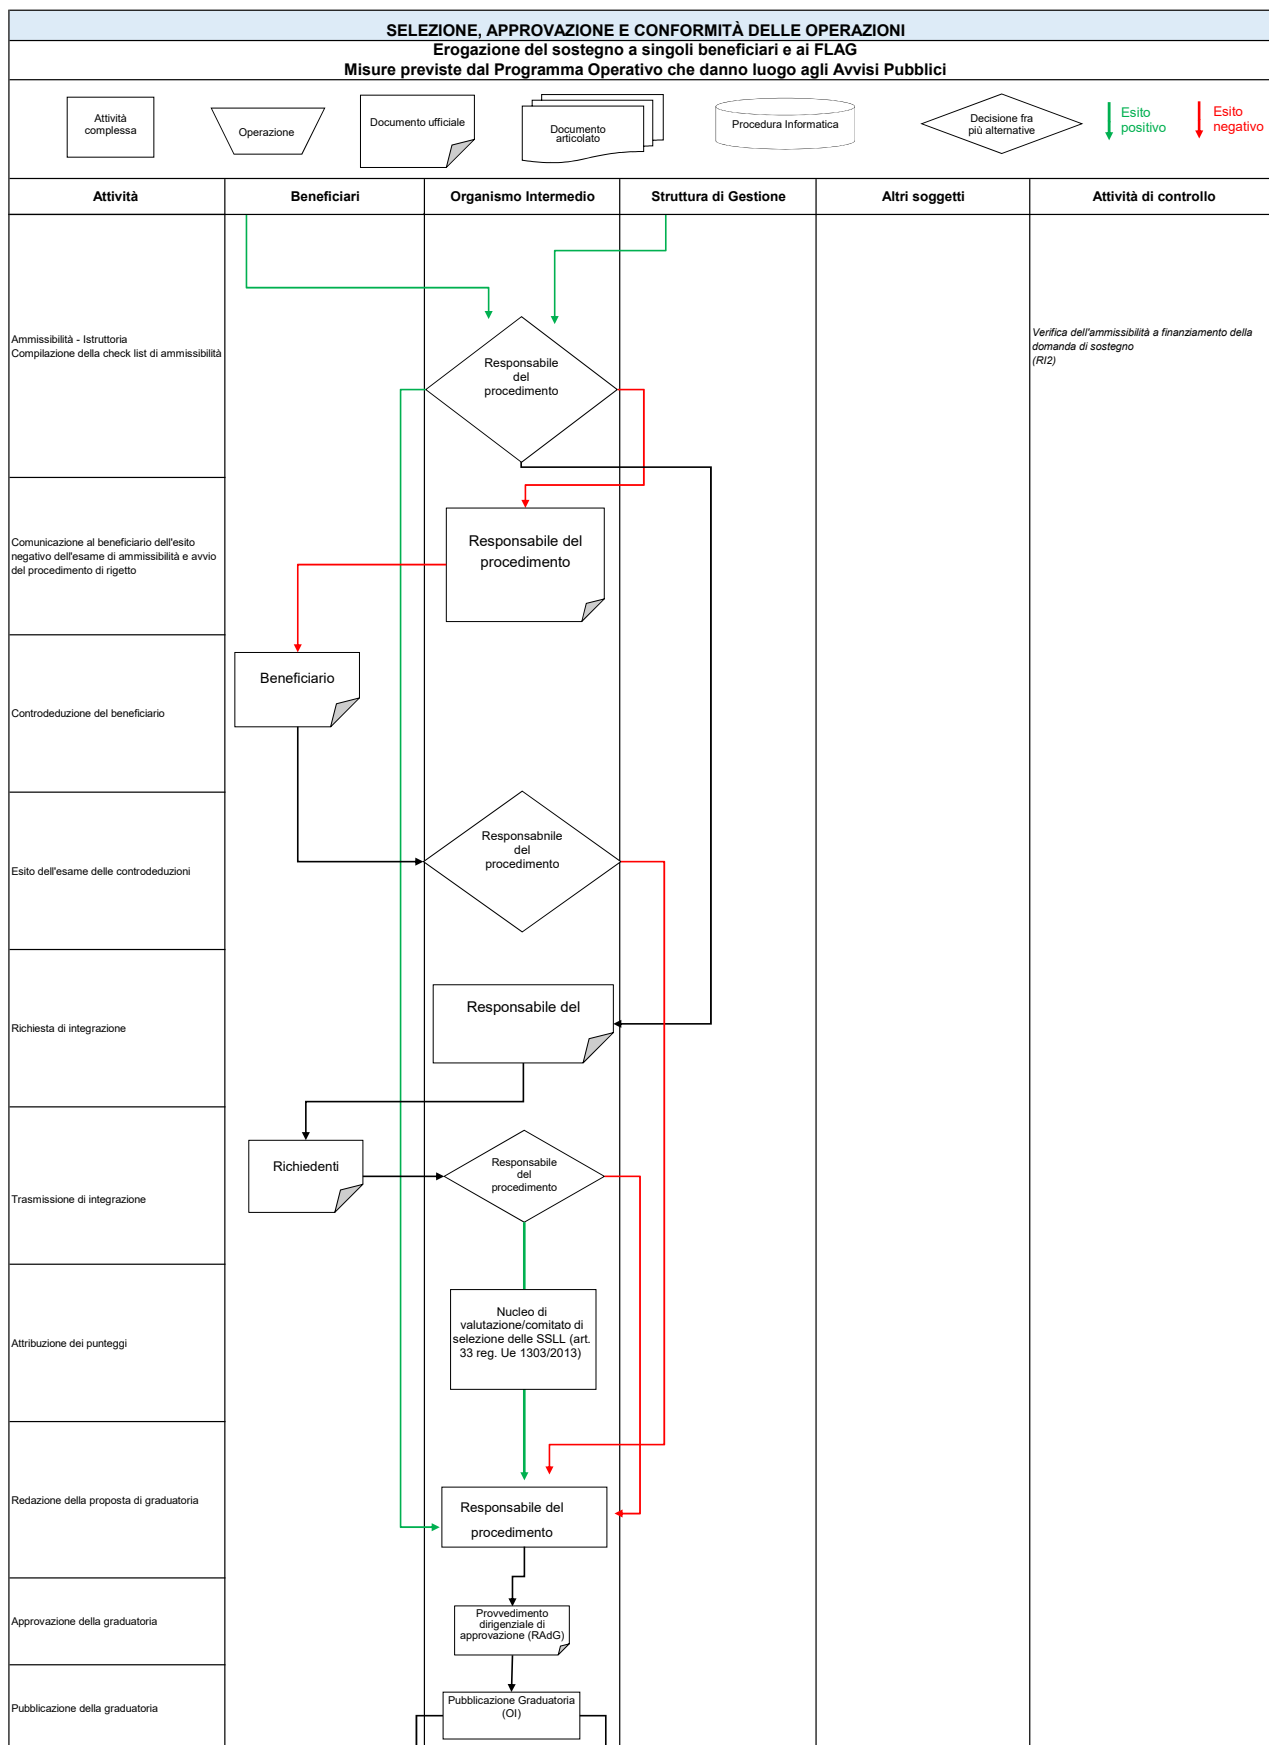 SELEZIONE, APPROVAZIONE E CONFORMITÀ DELLE OPERAZIONI
Erogazione del sostegno a singoli beneficiari e ai FLAG
Misure previste dal Programma Operativo che danno luogo agli Avvisi Pubblici
Attività
complessa
Operazione
Documento ufficiale
Documento
articolato
Procedura Informatica
Decisione fra
più alternative
Esito
positivo
Esito
negativo
Attività
Beneficiari
Organismo Intermedio
Struttura di Gestione
Altri soggetti
Attività di controllo
Ammissibilità - Istruttoria
Compilazione della check list di ammissibilità
Responsabile
del
procedimento
Verifica dell'ammissibilità a finanziamento della
domanda di sostegno
(RI2)
Comunicazione al beneficiario dell'esito
negativo dell'esame di ammissibilità e avvio
del procedimento di rigetto
Responsabile del
procedimento
Controdeduzione del beneficiario
Beneficiario
Esito dell'esame delle controdeduzioni
Responsabnile
del
procedimento
Richiesta di integrazione
Responsabile del
Trasmissione di integrazione
Richiedenti
Responsabile
del
procedimento
Attribuzione dei punteggi
Nucleo di
valutazione/comitato di
selezione delle SSLL (art.
33 reg. Ue 1303/2013)
Redazione della proposta di graduatoria
Responsabile del
procedimento
Approvazione della graduatoria
Provvedimento
dirigenziale di
approvazione (RAdG)
Pubblicazione della graduatoria
Pubblicazione Graduatoria
(OI)